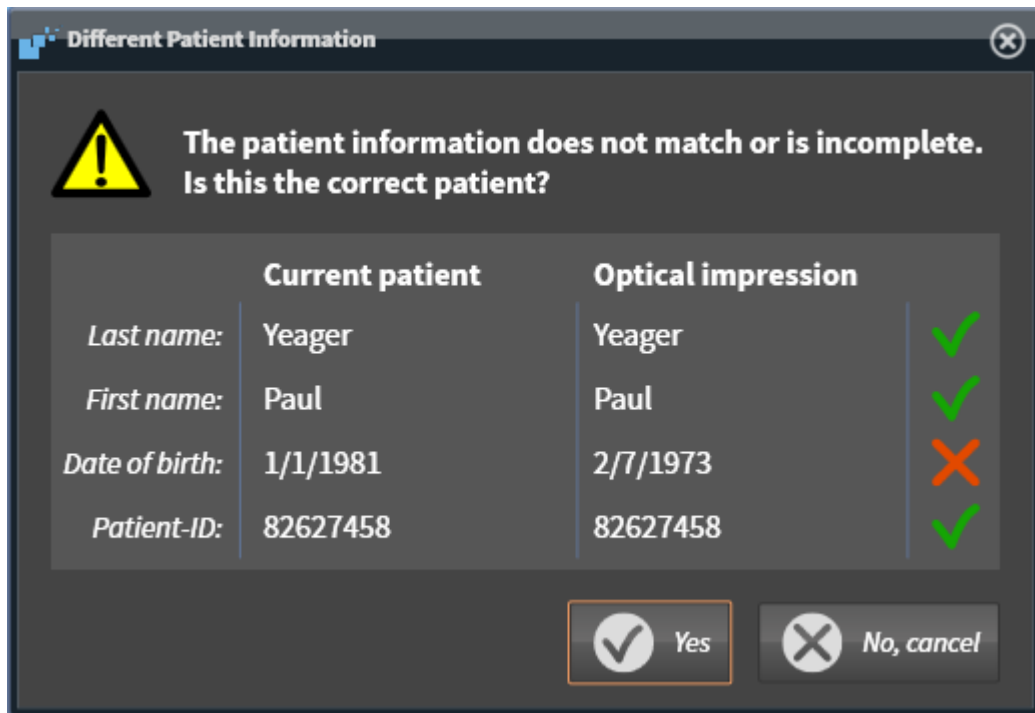 Different Patient Information
The patient information does not match or is incomplete.
Is this the correct patient?
Current patient Optical impression
Last name: Yeager Yeager
First name: Paul Paul
Date of birth: 1/1/1981 2/7/1973
Patient-ID: 82627458 82627458
Yes No, cancel